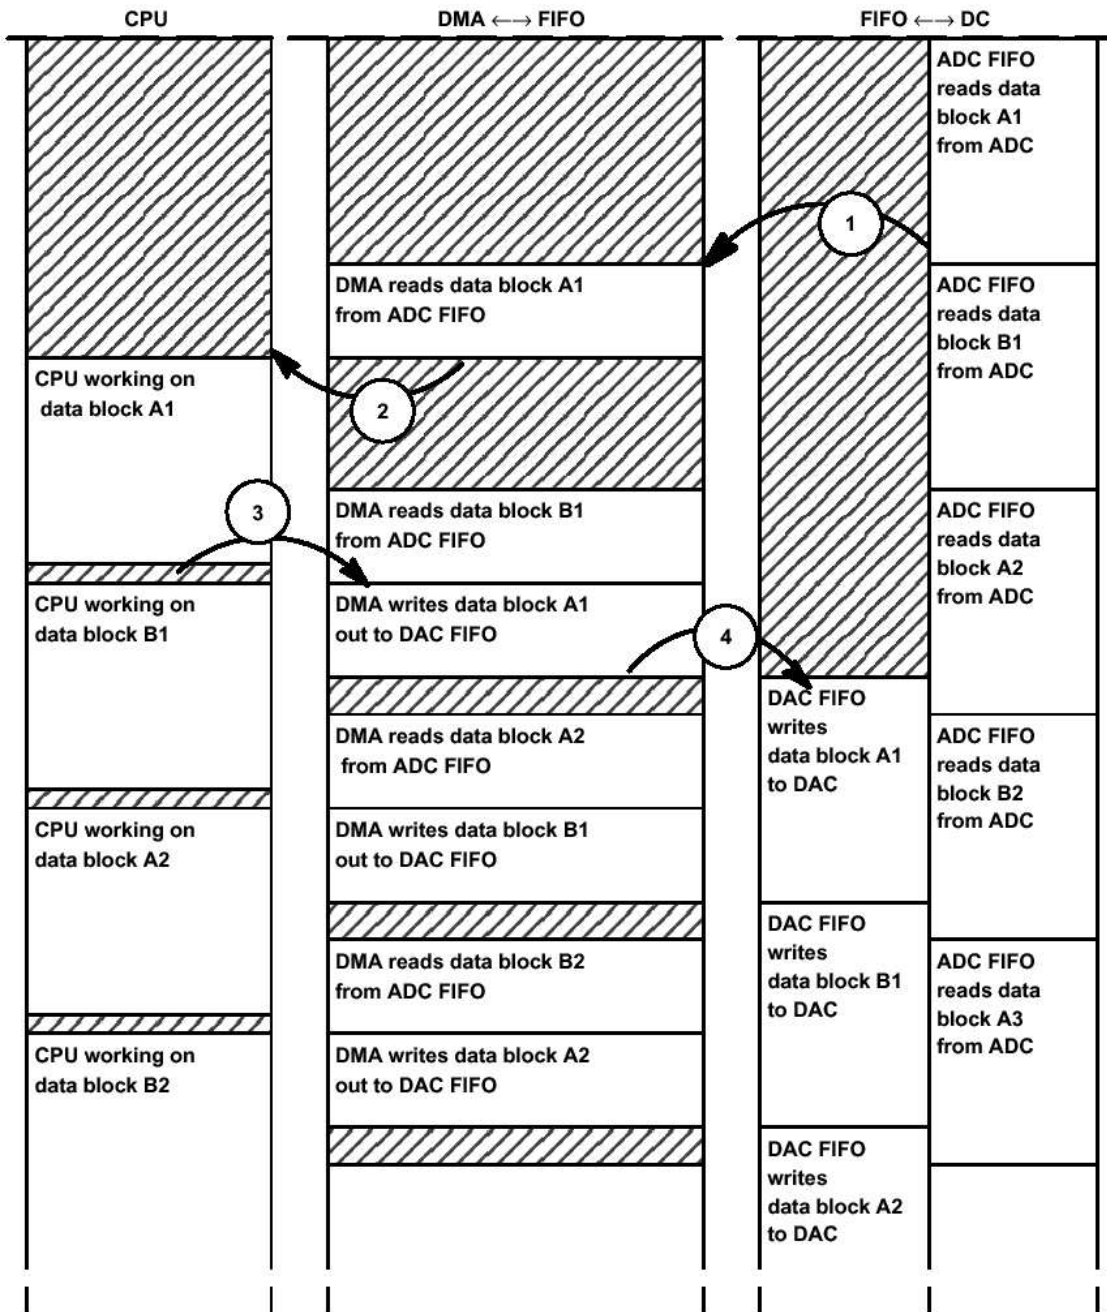 CPU
DMA ←→ FIFO
FIFO ←→ DC
CPU working on
data block A1
CPU working on
data block B1
CPU working on
data block A2
CPU working on
data block B2
DMA reads data block A1
from ADC FIFO
DMA reads data block B1
from ADC FIFO
DMA writes data block A1
out to DAC FIFO
DMA reads data block A2
from ADC FIFO
DMA writes data block B1
out to DAC FIFO
DMA reads data block B2
from ADC FIFO
DMA writes data block A2
out to DAC FIFO
DAC FIFO
writes
data block A1
to DAC
DAC FIFO
writes
data block B1
to DAC
DAC FIFO
writes
data block A2
to DAC
ADC FIFO
reads data
block A1
from ADC
ADC FIFO
reads data
block B1
from ADC
ADC FIFO
reads data
block A2
from ADC
ADC FIFO
reads data
block B2
from ADC
ADC FIFO
reads data
block A3
from ADC
1
2
3
4